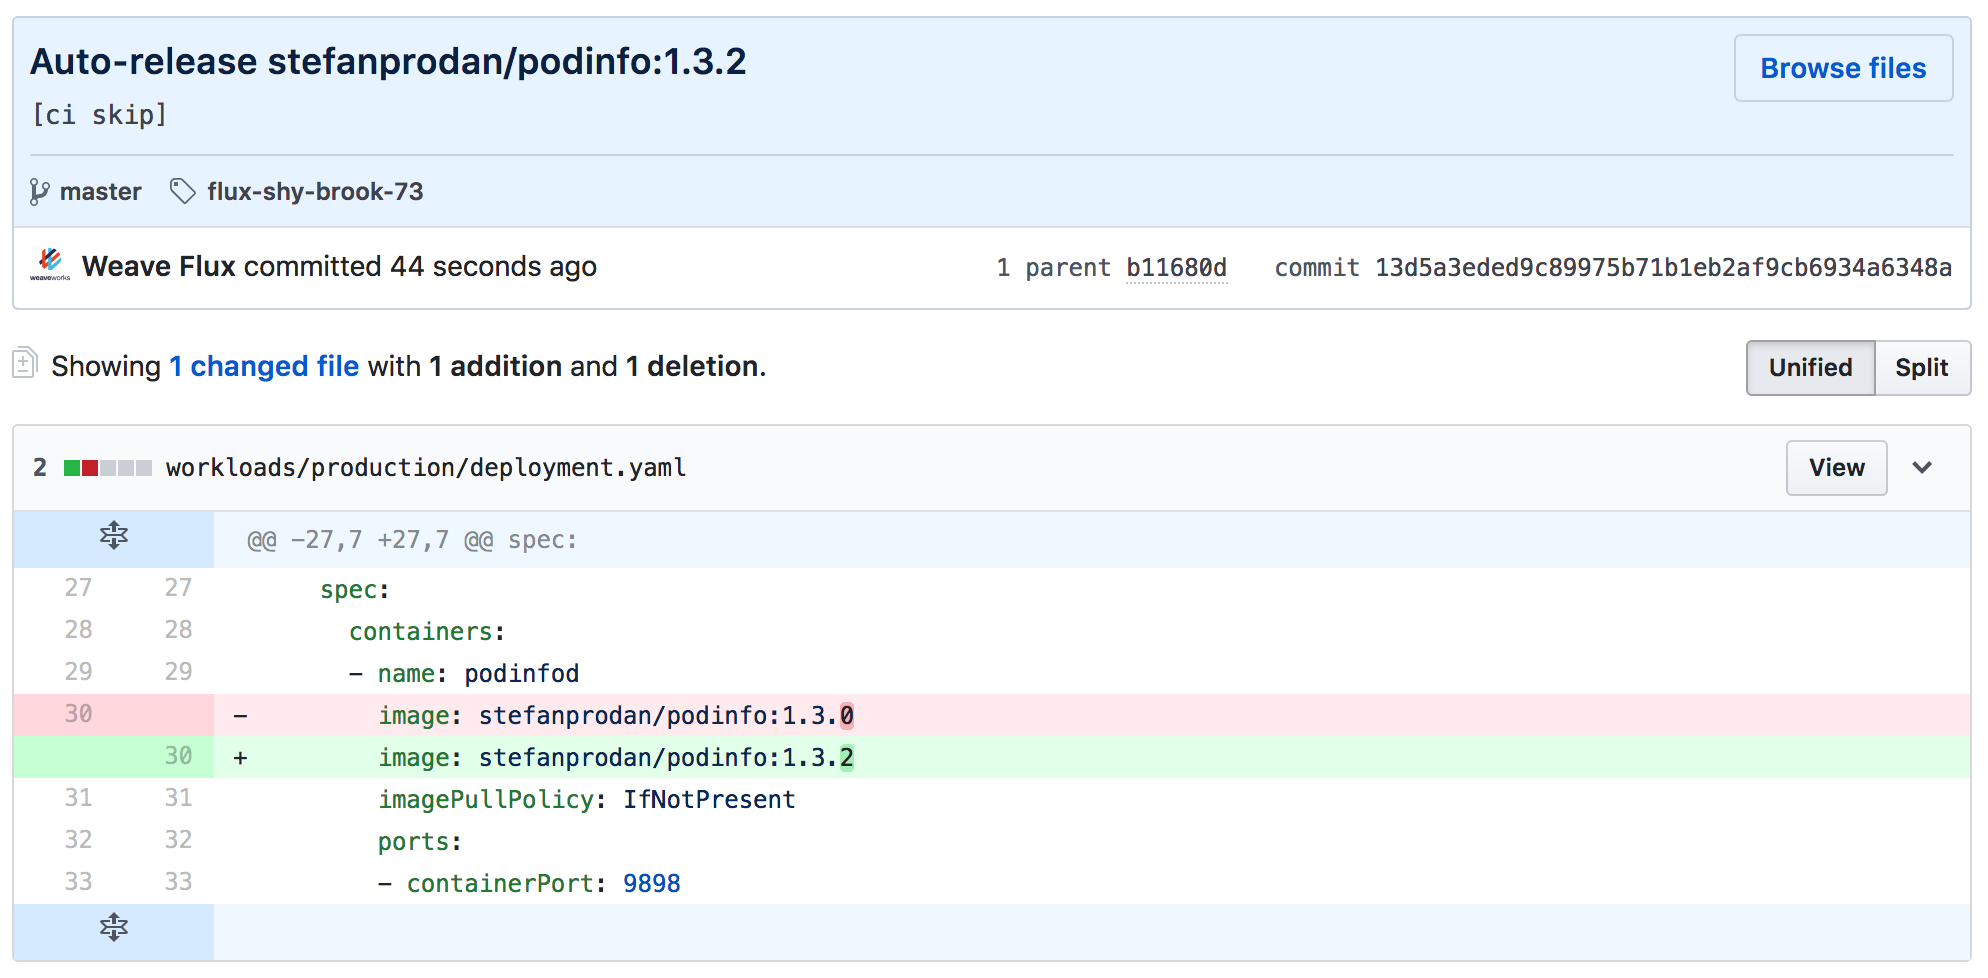 Auto-release stefanprodan/podinfo:1.3.2
Browse files
[ci skip]
master flux-shy-brook-73
weaveworks
Weave Flux committed 44 seconds ago 1 parent b11680d commit 13d5a3eded9c89975b71b1eb2af9cb6934a6348a
Showing 1 changed file with 1 addition and 1 deletion.
Unified Split
2 workloads/production/deployment.yaml View
@@ -27,7 +27,7 @@ spec:
27 27 spec:
28 28 containers:
29 29 - name: podinfod
30 - image: stefanprodan/podinfo:1.3.0
30 + image: stefanprodan/podinfo:1.3.2
31 31 imagePullPolicy: IfNotPresent
32 32 ports:
33 33 - containerPort: 9898